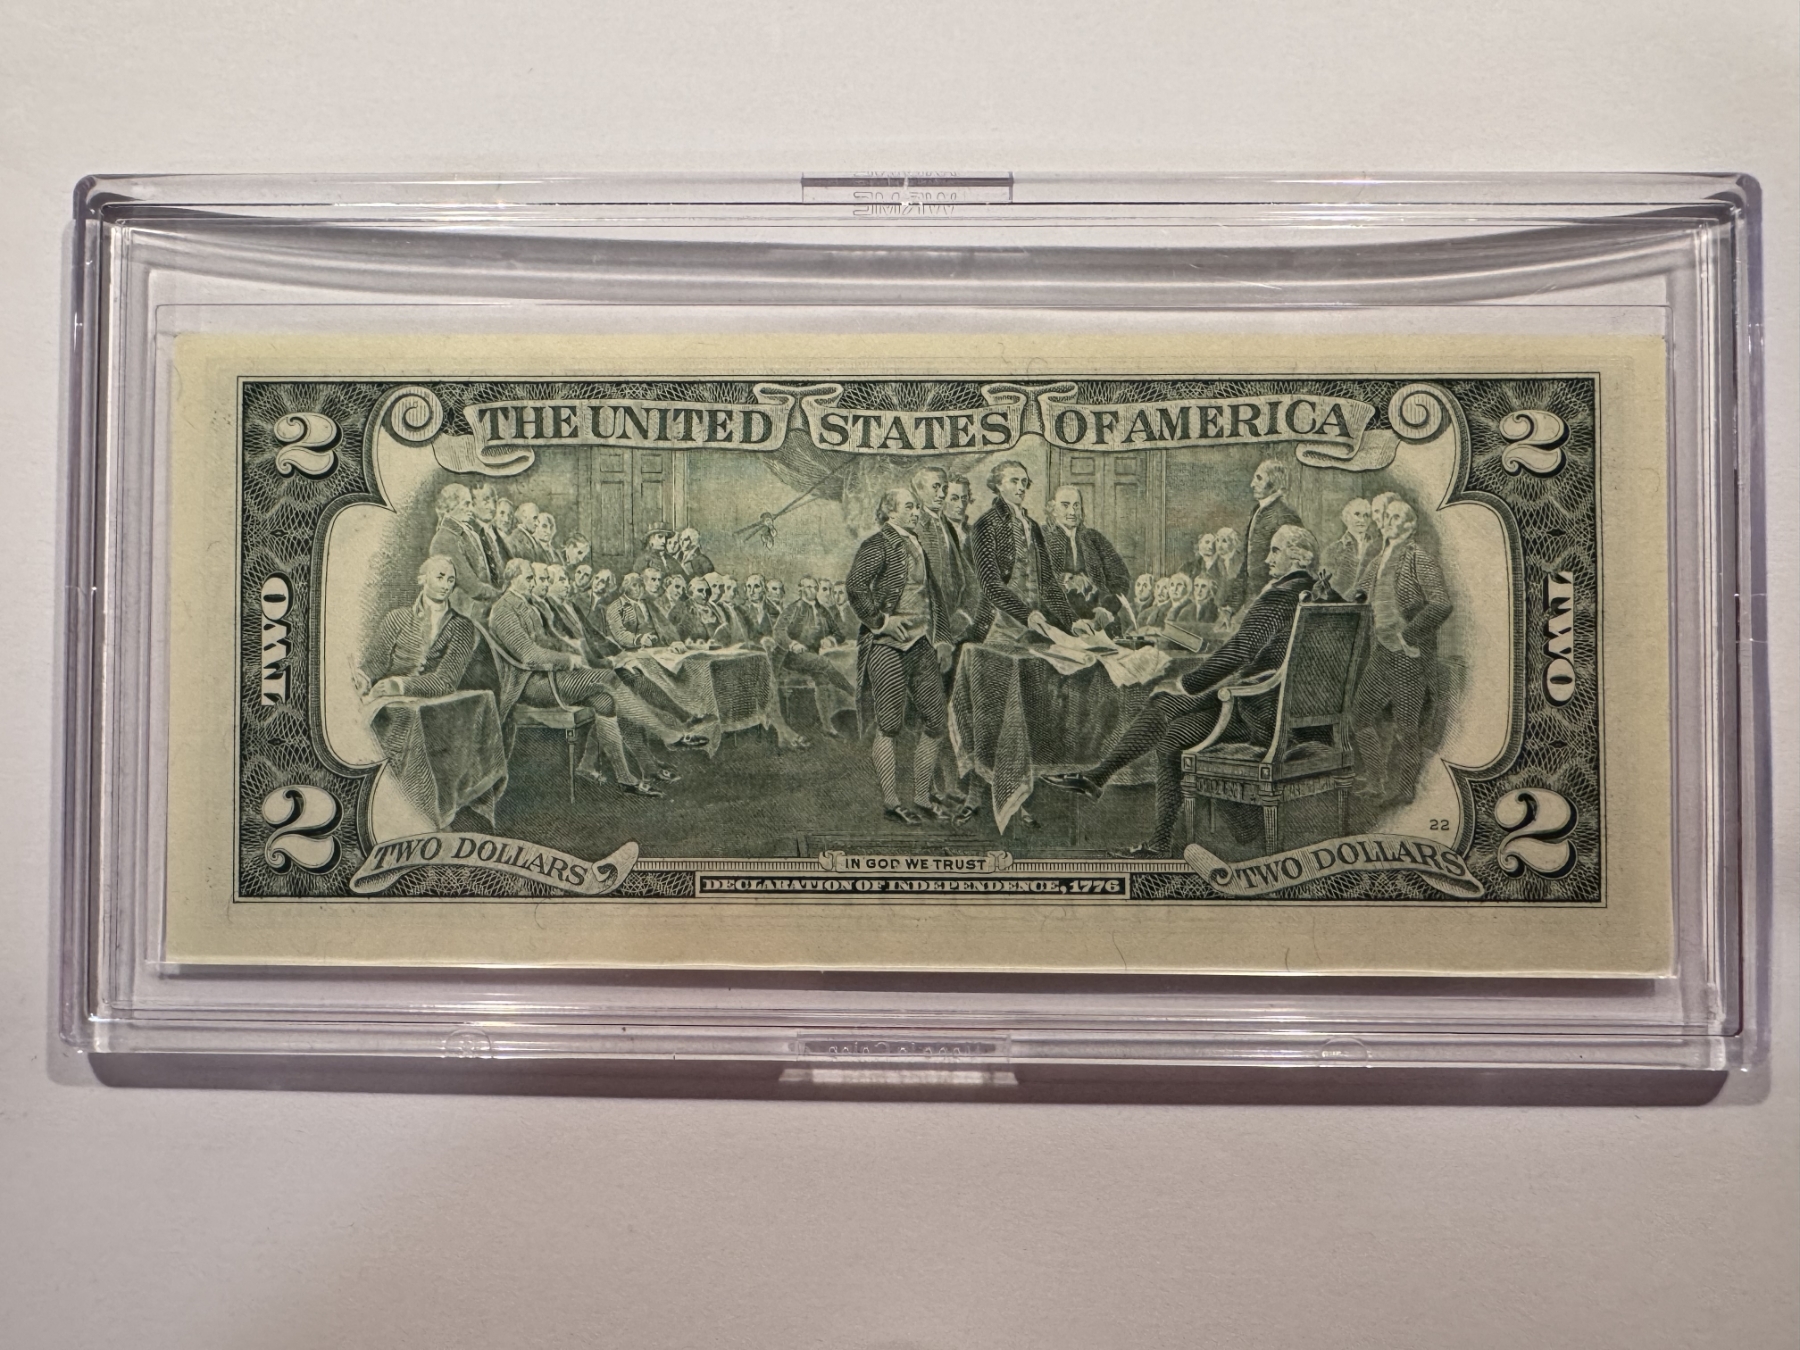 2 THE UNITED STATES OF AMERICA 2
TWO TWO
22
2 TWO DOLLARS IN GOD WE TRUST TWO DOLLARS 2
DECLARATION OF INDEPENDENCE, 1776